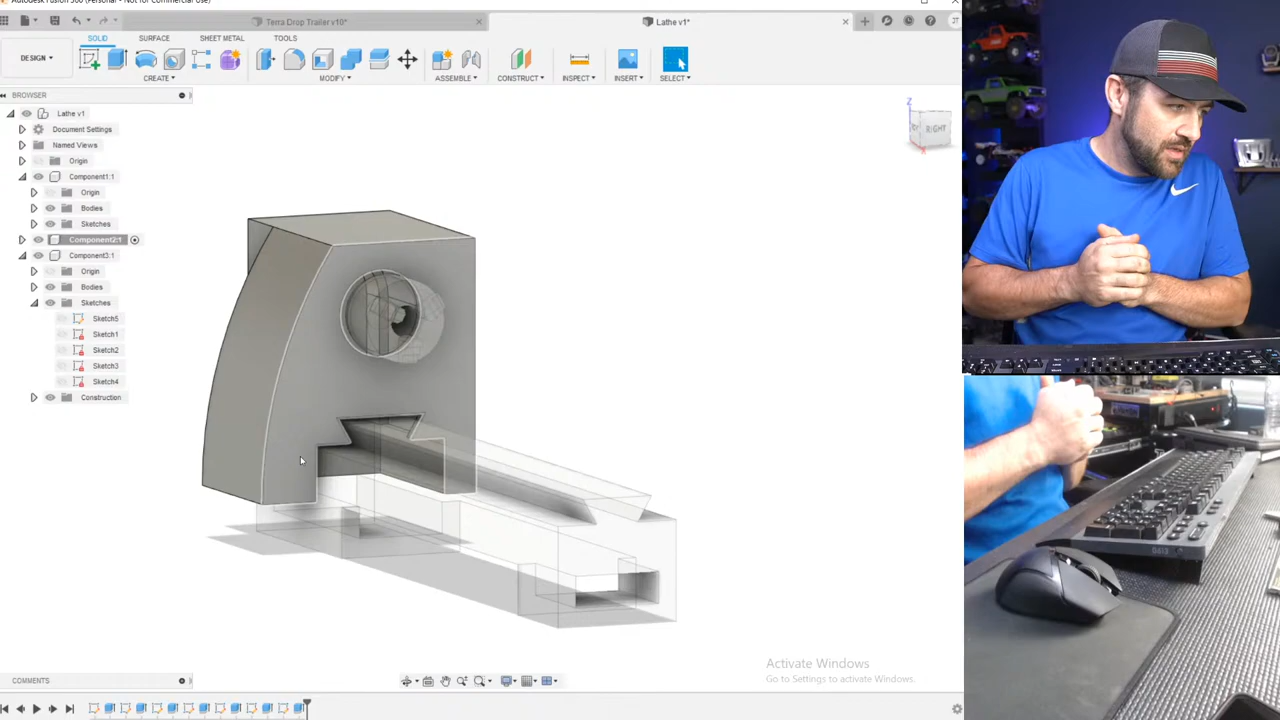 Autodesk Fusion 360 (Personal - Not for Commercial Use)
Terra Drop Trailer v18*
Lathe v1*
SOLID
SURFACE
SHEET METAL
TOOLS
DESIGN
CREATE
MODIFY
ASSEMBLE
CONSTRUCT
INSPECT
INSERT
SELECT
BROWSER
Lathe v1
Document Settings
Named Views
Origin
Component1:1
Origin
Bodies
Sketches
Component2:1
Component3:1
Origin
Bodies
Sketches
Sketch5
Sketch1
Sketch2
Sketch3
Sketch4
Construction
Z
RIGHT
X
Activate Windows
Go to Settings to activate Windows.
COMMENTS